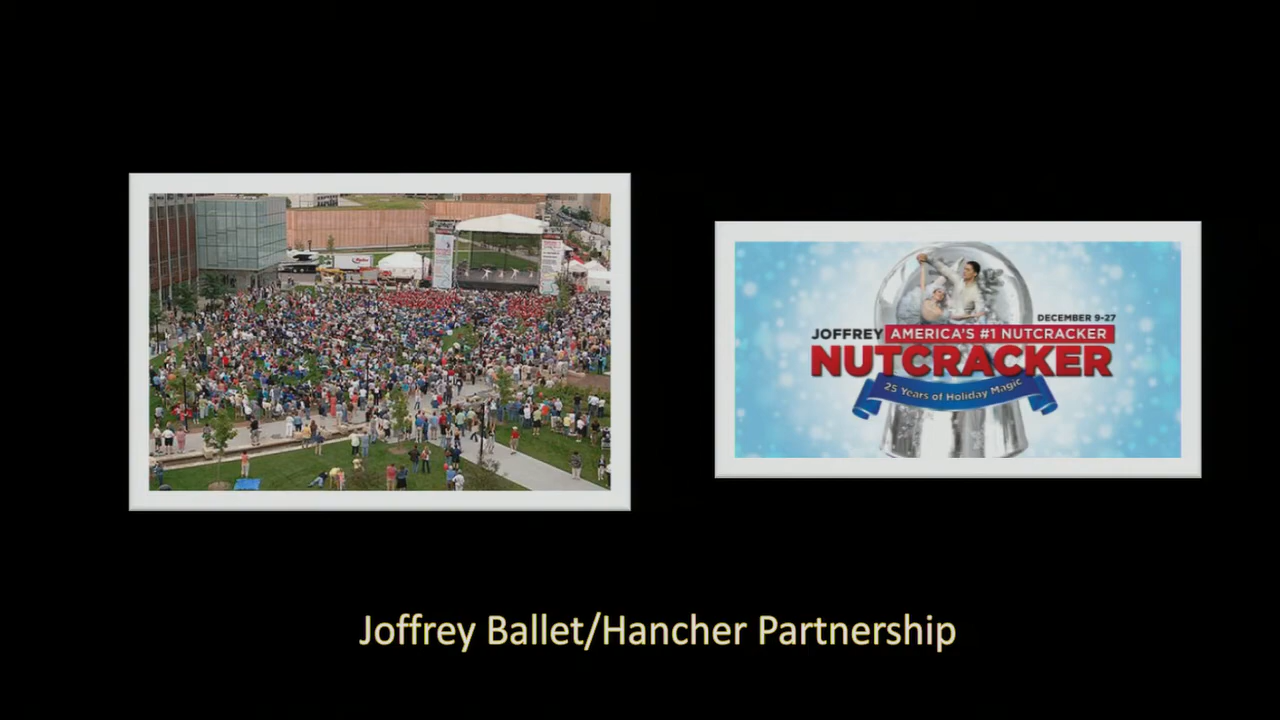 DECEMBER 9-27
JOFFREY AMERICA'S #1 NUTCRACKER
NUTCRACKER
25 Years of Holiday Magic
Joffrey Ballet/Hancher Partnership